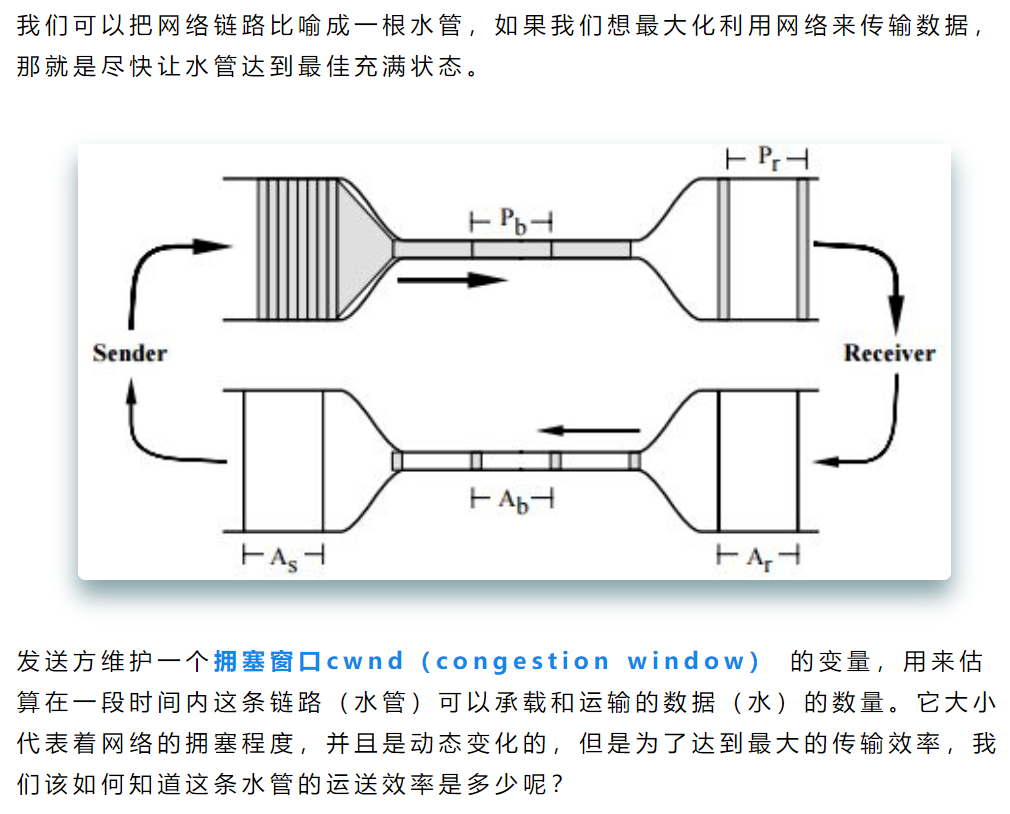 我们可以把网络链路比喻成一根水管，如果我们想最大化利用网络来传输数据，
那就是尽快让水管达到最佳充满状态。
Pr
Pb
Sender
Receiver
Ab
As
Ar
发送方维护一个拥塞窗口cwnd（congestion window） 的变量，用来估
算在一段时间内这条链路（水管）可以承载和运输的数据（水）的数量。它大小
代表着网络的拥塞程度，并且是动态变化的，但是为了达到最大的传输效率，我
们该如何知道这条水管的运送效率是多少呢？